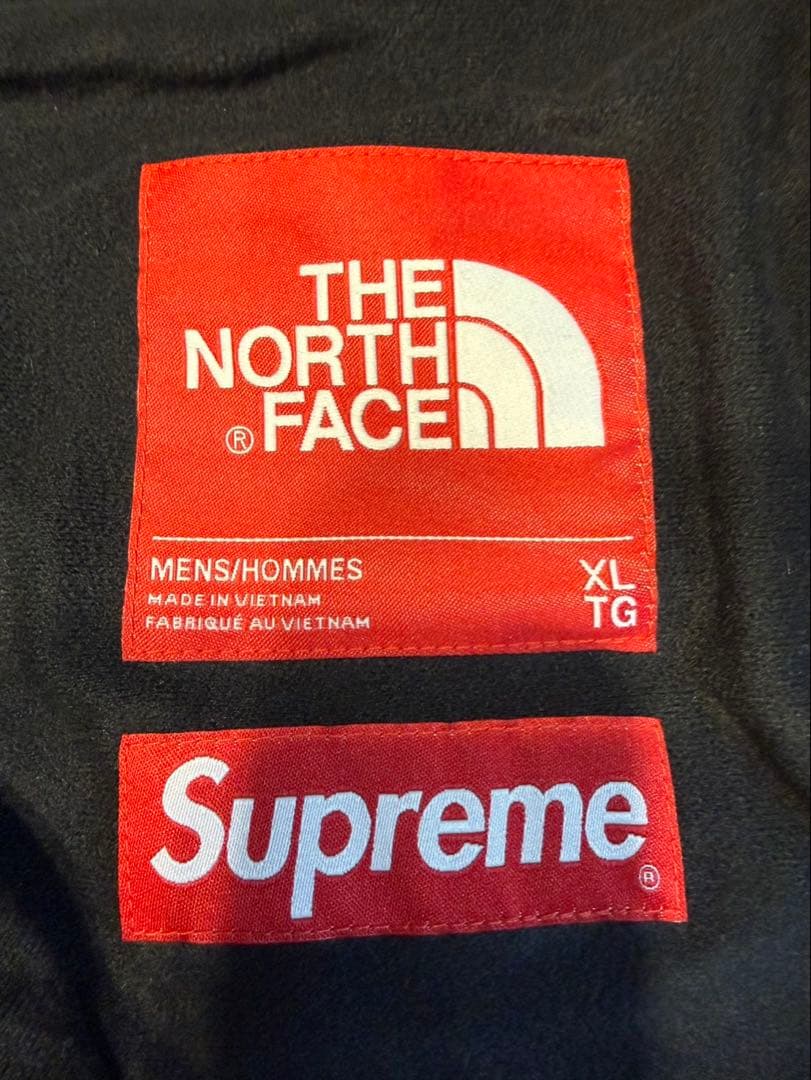 THE
NORTH
® FACE
MENS/HOMMES XL
MADE IN VIETNAM TG
FABRIQUÉ AU VIETNAM
Supreme ®